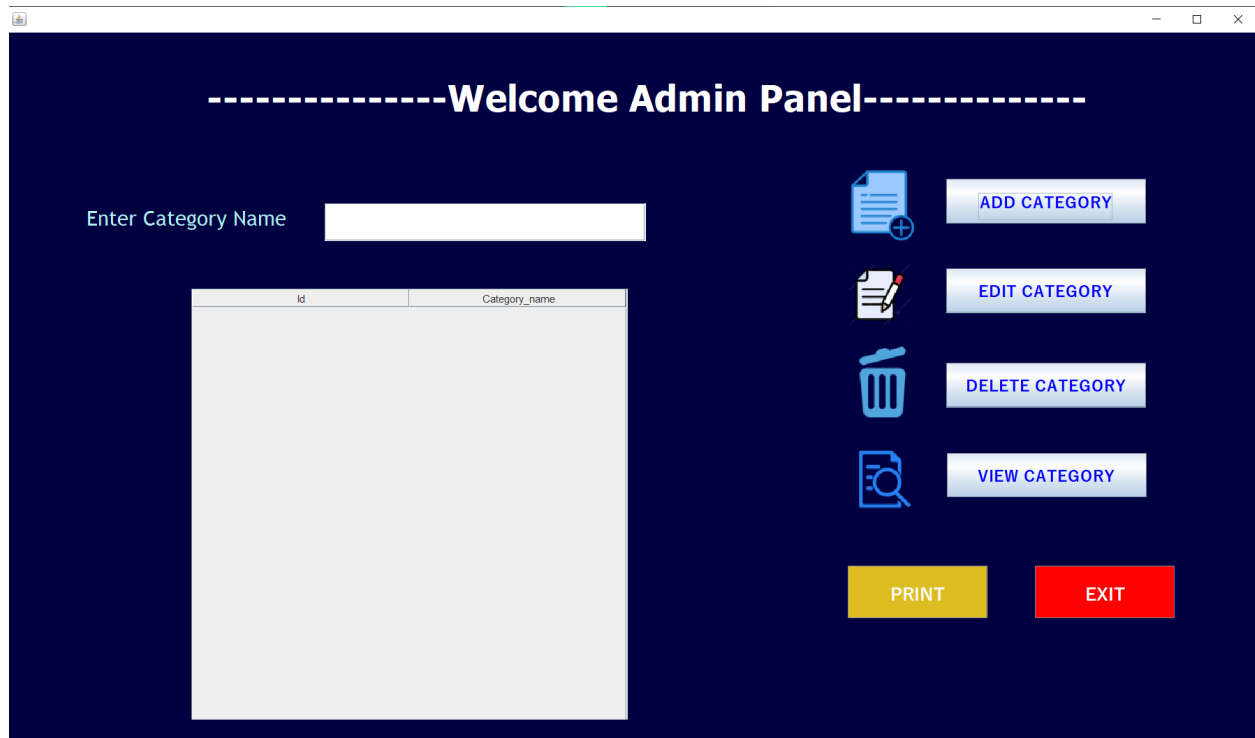 ---------------Welcome Admin Panel--------------
Enter Category Name
Id Category_name
ADD CATEGORY
EDIT CATEGORY
DELETE CATEGORY
VIEW CATEGORY
PRINT EXIT